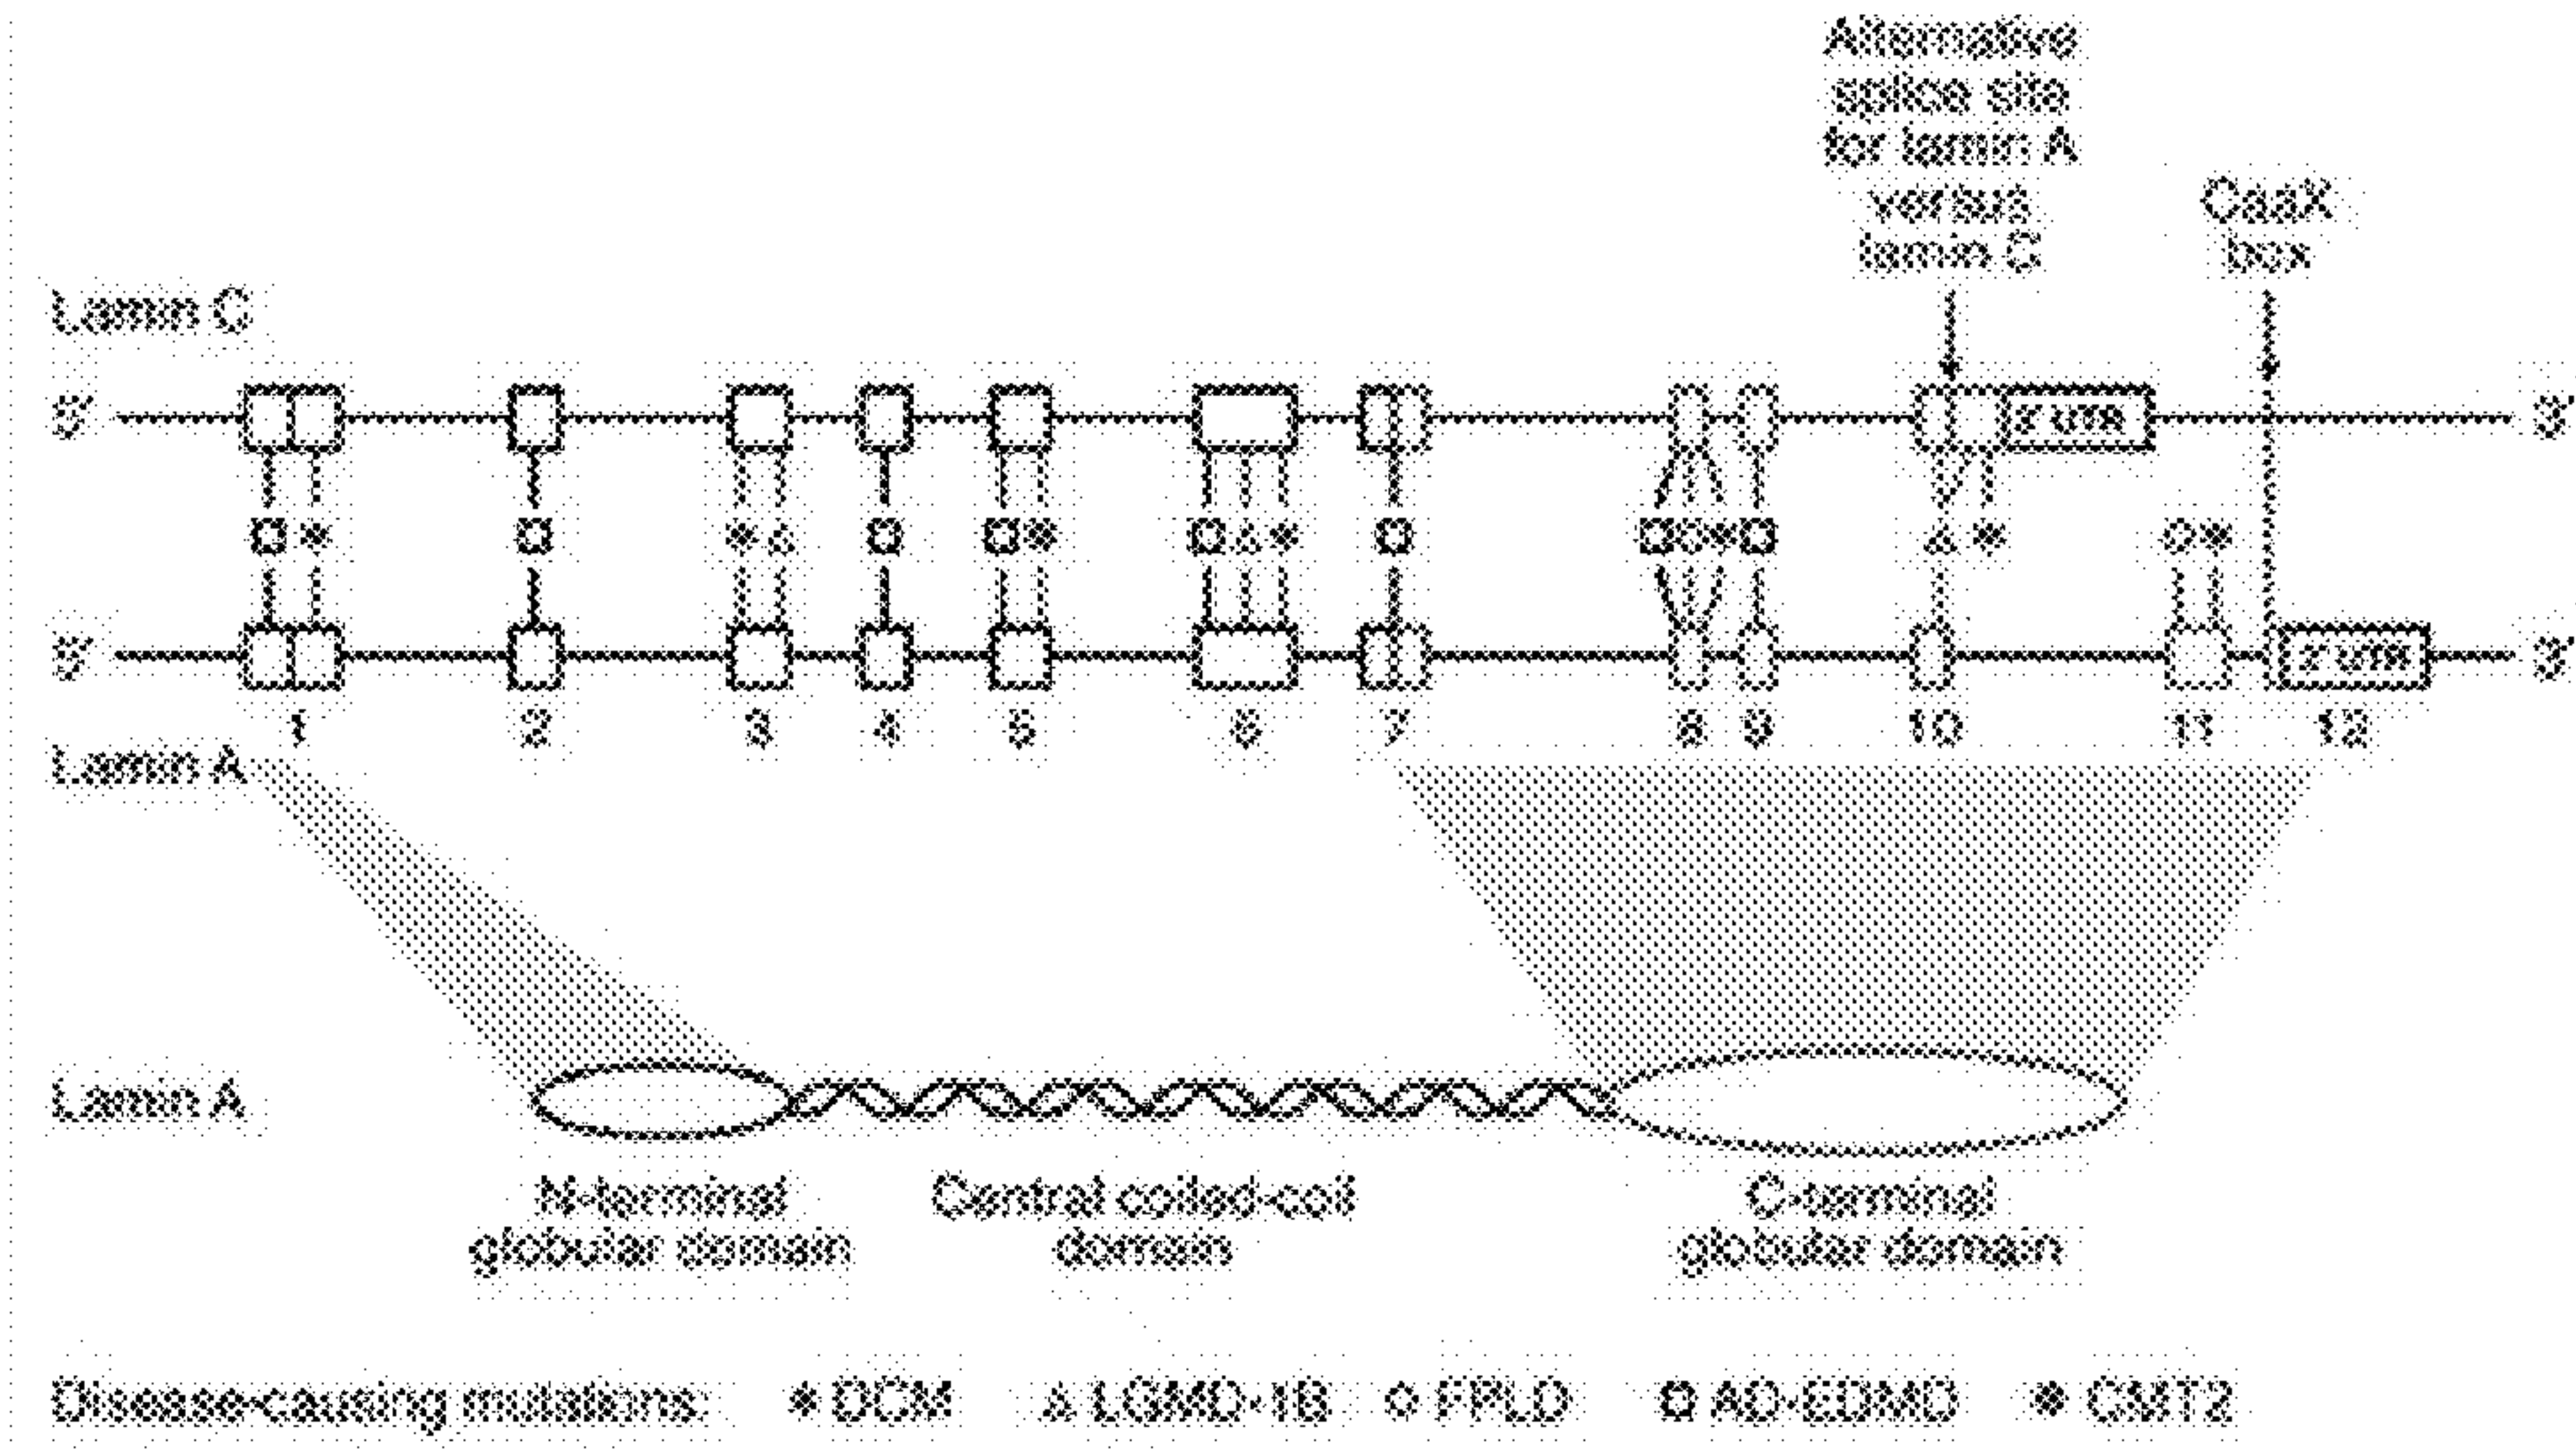 Alternative
splice site
for lamin A
versus
lamin C
CaaX
box
Lamin C
5'
3' UTR
3'
5'
3' UTR
3'
1 2 3 4 5 6 7 8 9 10 11 12
Lamin A
Lamin A
N-terminal
globular domain
Central coiled-coil
domain
C-terminal
globular domain
Disease-causing mutations: DCM LGMD-1B FPLD AD-EDMD CMT2